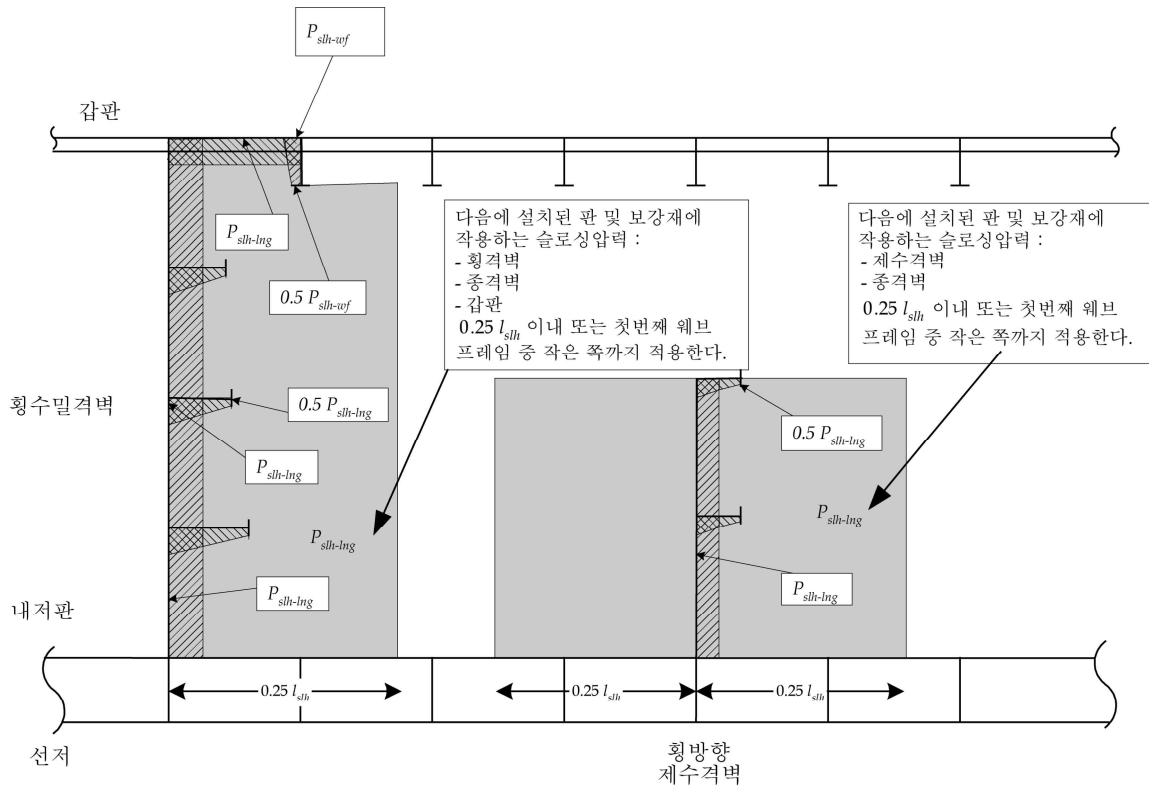 P_slh-wf
갑판
P_slh-lng
0.5 P_slh-wf
다음에 설치된 판 및 보강재에
작용하는 슬로싱압력 :
- 횡격벽
- 종격벽
- 갑판
0.25 l_slh 이내 또는 첫번째 웨브
프레임 중 작은 쪽까지 적용한다.
다음에 설치된 판 및 보강재에
작용하는 슬로싱압력 :
- 제수격벽
- 종격벽
0.25 l_slh 이내 또는 첫번째 웨브
프레임 중 작은 쪽까지 적용한다.
횡수밀격벽
0.5 P_slh-lng
P_slh-lng
0.5 P_slh-lng
P_slh-lng
P_slh-lng
P_slh-lng
P_slh-lng
내저판
0.25 l_slh
0.25 l_slh
0.25 l_slh
선저
횡방향
제수격벽